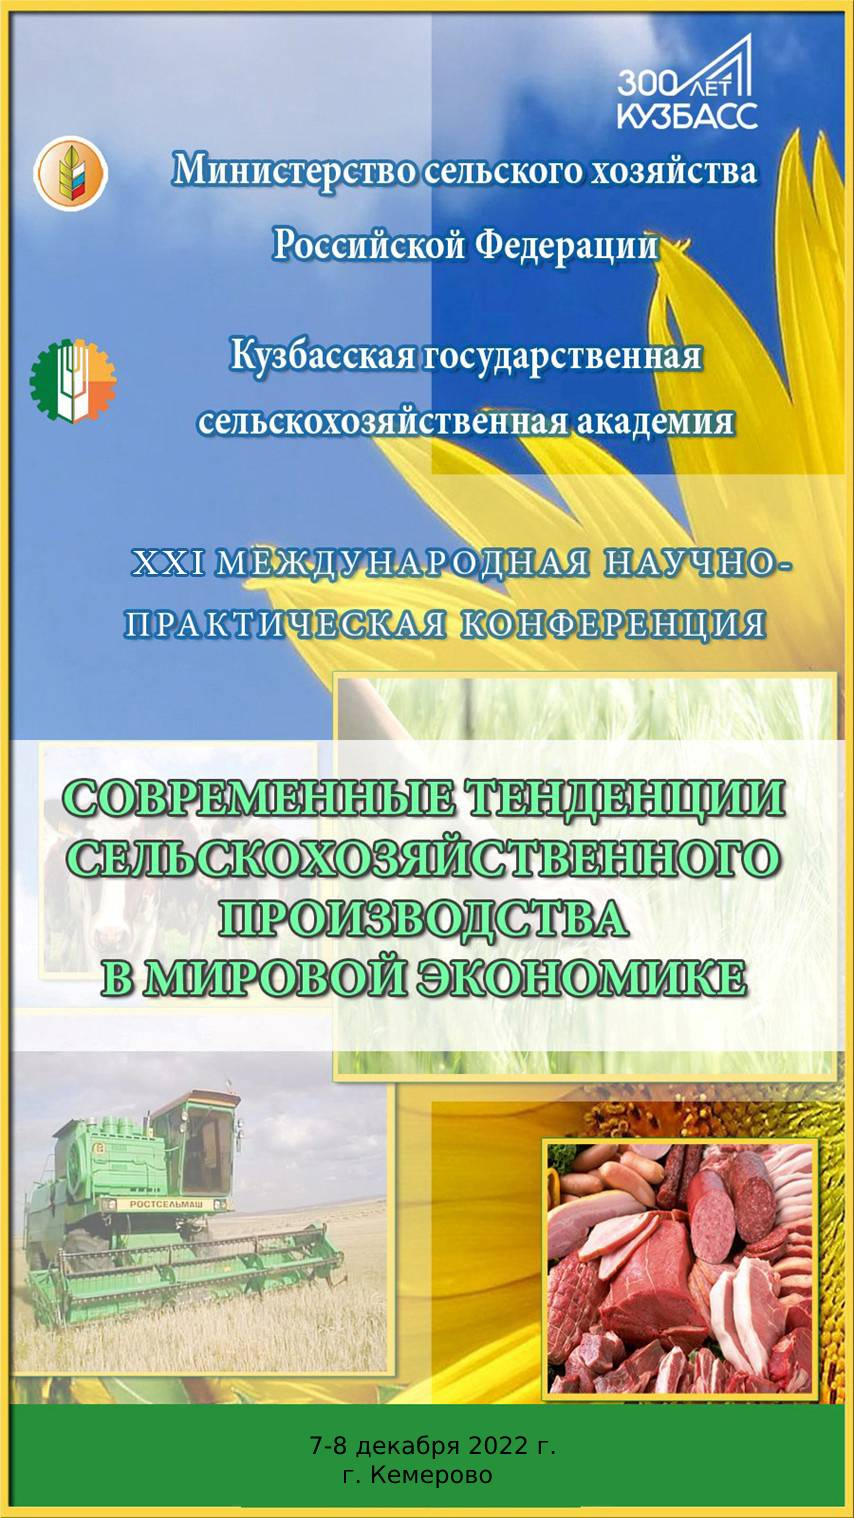 300 ЛЕТ
КУЗБАСС
Министерство сельского хозяйства
Российской Федерации
Кузбасская государственная
сельскохозяйственная академия
XXI МЕЖДУНАРОДНАЯ НАУЧНО-
ПРАКТИЧЕСКАЯ КОНФЕРЕНЦИЯ
СОВРЕМЕННЫЕ ТЕНДЕНЦИИ
СЕЛЬСКОХОЗЯЙСТВЕННОГО
ПРОИЗВОДСТВА
В МИРОВОЙ ЭКОНОМИКЕ
РОСТСЕЛЬМАШ
7-8 декабря 2022 г.
г. Кемерово